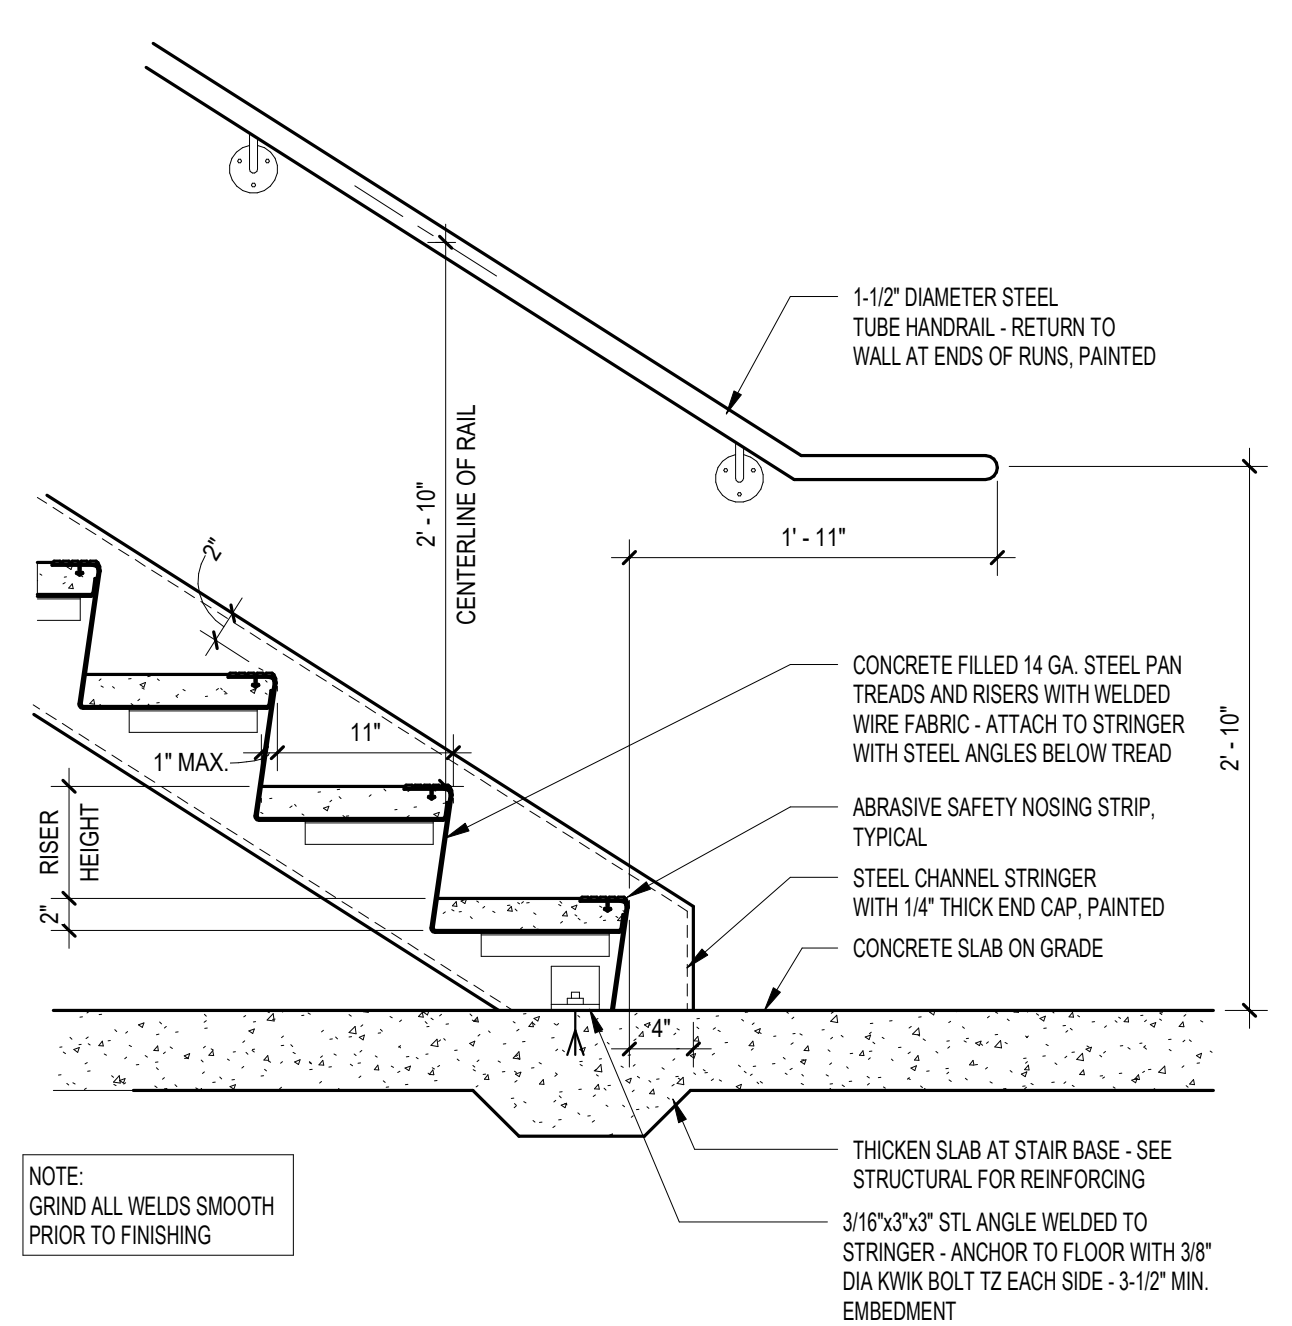 1-1/2" DIAMETER STEEL
TUBE HANDRAIL - RETURN TO
WALL AT ENDS OF RUNS, PAINTED
2' - 10"
CENTERLINE OF RAIL
1' - 11"
2"
2' - 10"
CONCRETE FILLED 14 GA. STEEL PAN
TREADS AND RISERS WITH WELDED
WIRE FABRIC - ATTACH TO STRINGER
WITH STEEL ANGLES BELOW TREAD
11"
1" MAX.
RISER
HEIGHT
2"
ABRASIVE SAFETY NOSING STRIP,
TYPICAL
STEEL CHANNEL STRINGER
WITH 1/4" THICK END CAP, PAINTED
CONCRETE SLAB ON GRADE
4"
THICKEN SLAB AT STAIR BASE - SEE
STRUCTURAL FOR REINFORCING
3/16"x3"x3" STL ANGLE WELDED TO
STRINGER - ANCHOR TO FLOOR WITH 3/8"
DIA KWIK BOLT TZ EACH SIDE - 3-1/2" MIN.
EMBEDMENT
NOTE:
GRIND ALL WELDS SMOOTH
PRIOR TO FINISHING